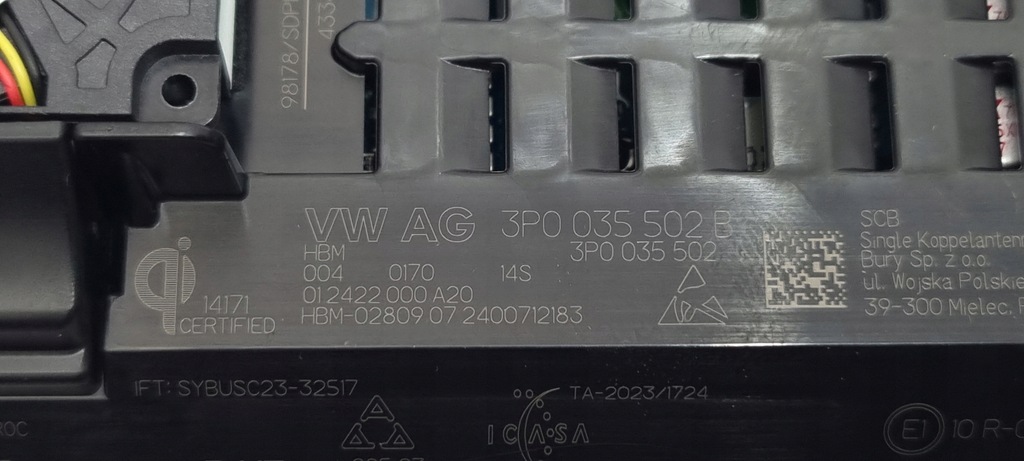 98178/SDP
433
VW AG 3P0 035 502 B
HBM 3P0 035 502
004 0170 14S
01 2422 000 A20
HBM-02809 07 2400712183
qi
14171
CERTIFIED
SCB
Single Koppelantenn
Bury Sp. z o.o.
ul. Wojska Polskie
39-300 Mielec,
IFT: SYBUSC23-32517
TA-2023/1724
ICASA
E1 10 R-0
ROC